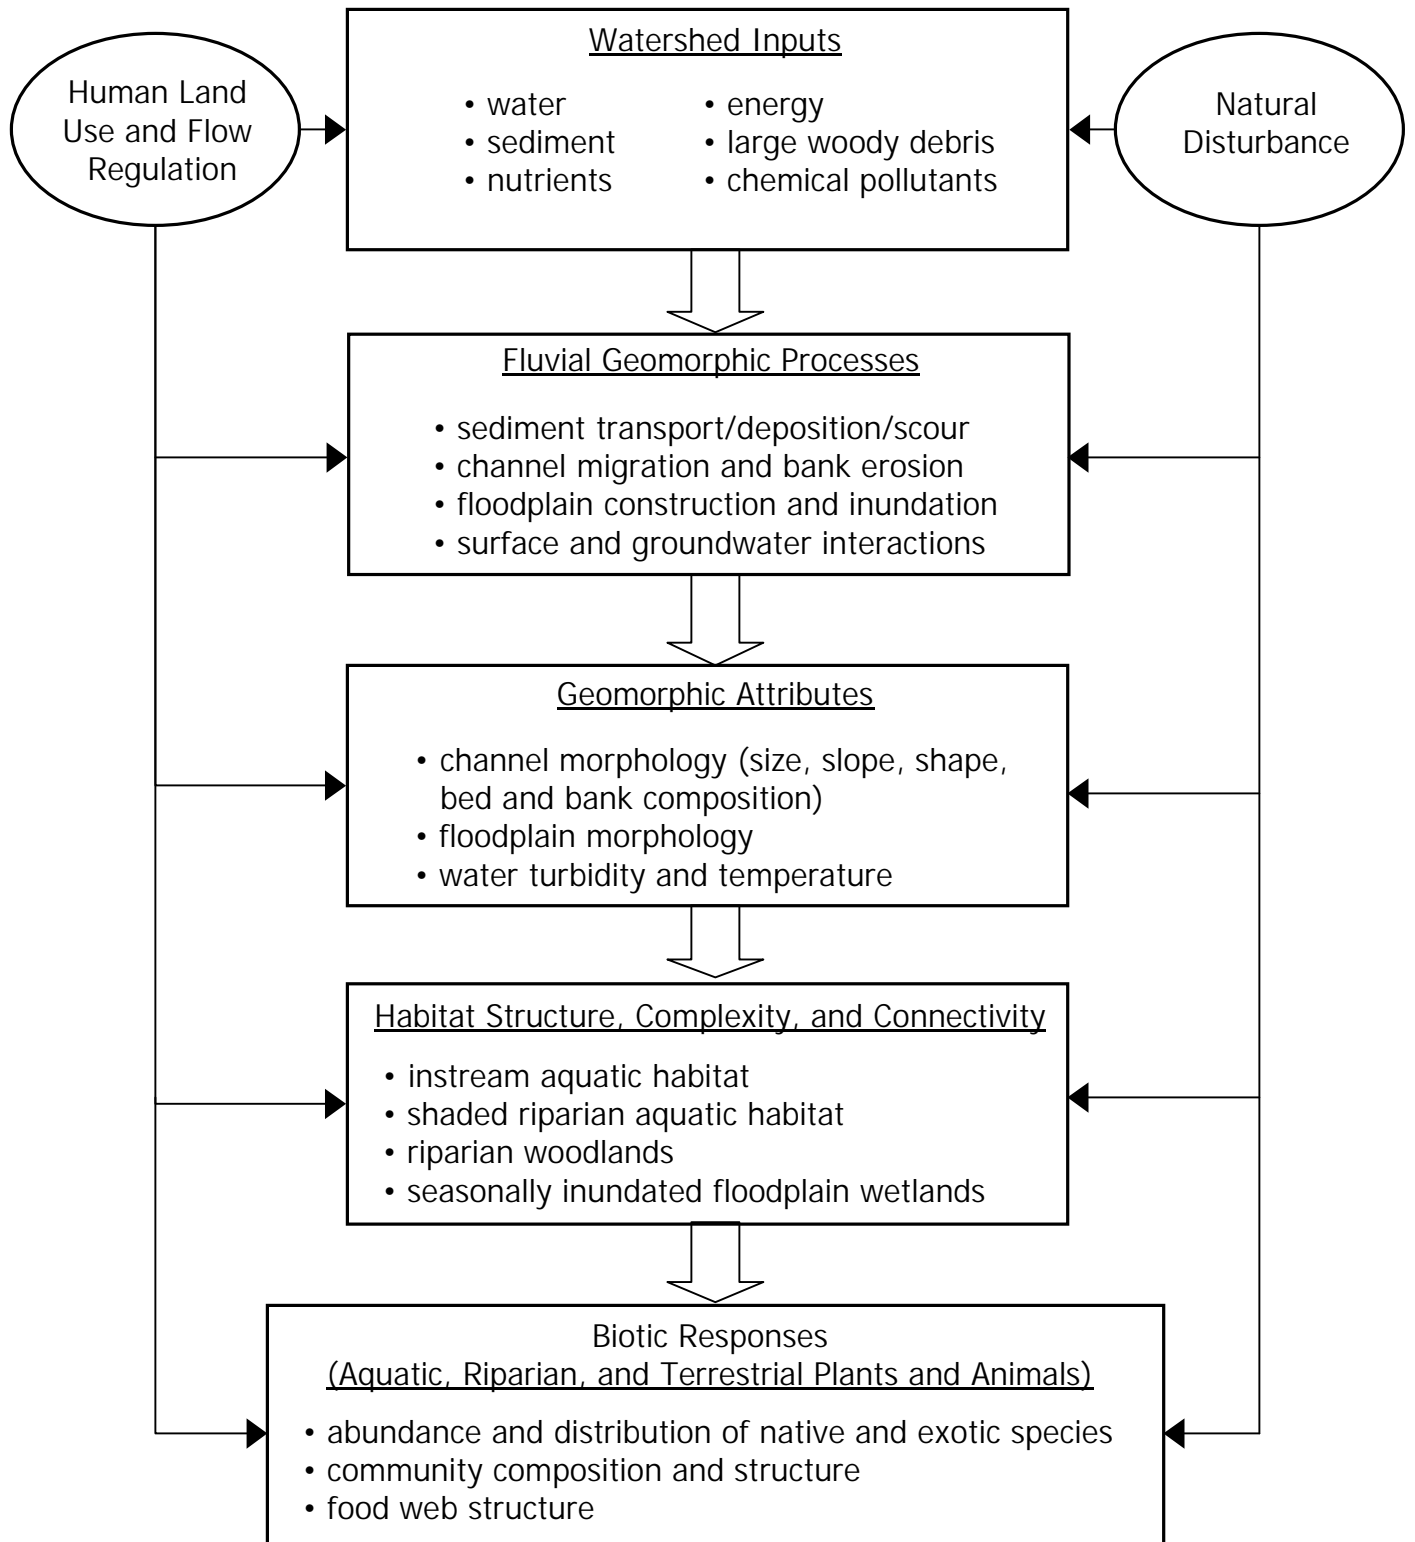 Watershed Inputs
Human Land
Use and Flow
Regulation
• water
• sediment
• nutrients
• energy
• large woody debris
• chemical pollutants
Natural
Disturbance
Fluvial Geomorphic Processes
• sediment transport/deposition/scour
• channel migration and bank erosion
• floodplain construction and inundation
• surface and groundwater interactions
Geomorphic Attributes
• channel morphology (size, slope, shape,
bed and bank composition)
• floodplain morphology
• water turbidity and temperature
Habitat Structure, Complexity, and Connectivity
• instream aquatic habitat
• shaded riparian aquatic habitat
• riparian woodlands
• seasonally inundated floodplain wetlands
Biotic Responses
(Aquatic, Riparian, and Terrestrial Plants and Animals)
• abundance and distribution of native and exotic species
• community composition and structure
• food web structure